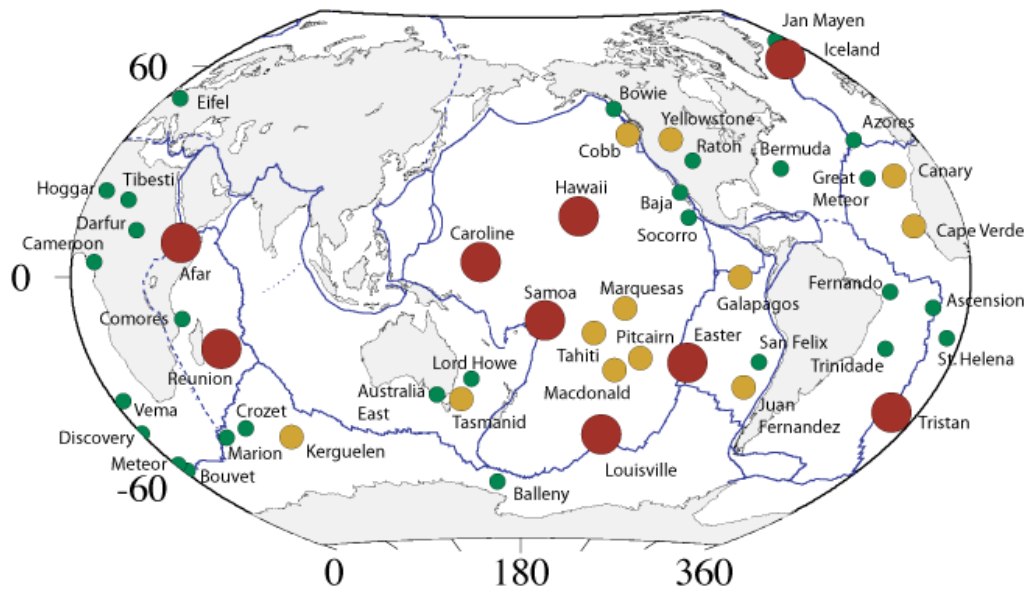 Jan Mayen
Iceland
60
Eifel
Bowie
Yellowstone
Azores
Cobb
Raton
Bermuda
Canary
Hoggar
Tibesti
Great
Meteor
Hawaii
Baja
Darfur
Socorro
Cape Verde
Cameroon
Caroline
0
Afar
Samoa
Marquesas
Galapagos
Fernando
Ascension
Comores
Tahiti
Pitcairn
Easter
San Felix
Trinidade
St. Helena
Reunion
Lord Howe
Australia
East
Macdonald
Tasmanid
Juan
Fernandez
Vema
Crozet
Tristan
Discovery
Marion
Kerguelen
Meteor
Bouvet
Louisville
-60
Balleny
0
180
360